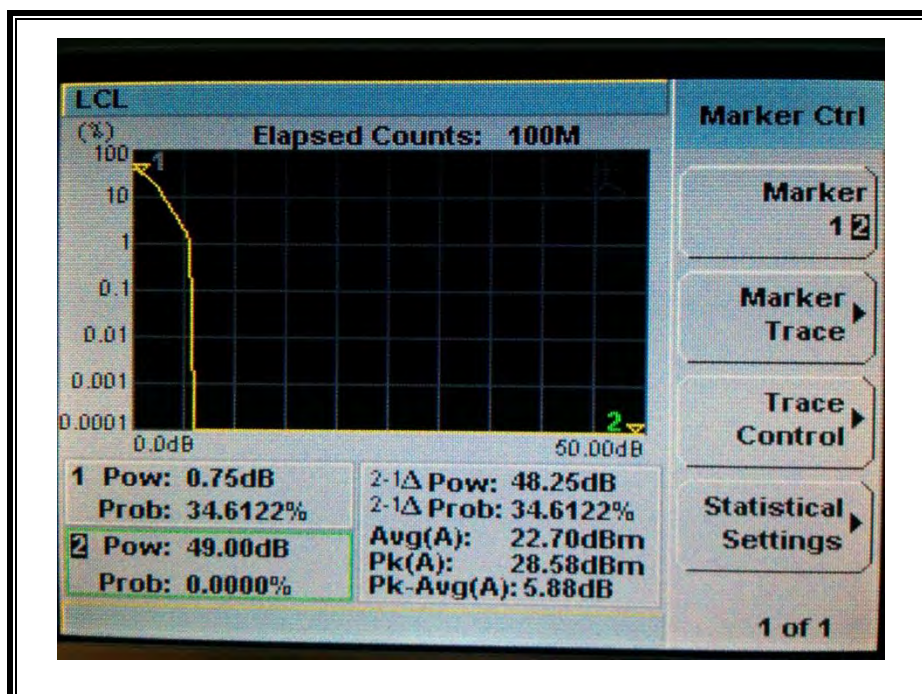 LCL
(%)
Elapsed Counts: 100M
100
10
1
0.1
0.01
0.001
0.0001
1
2
0.0dB
50.00dB
1 Pow: 0.75dB
Prob: 34.6122%
2 Pow: 49.00dB
Prob: 0.0000%
2-1Δ Pow: 48.25dB
2-1Δ Prob: 34.6122%
Avg(A): 22.70dBm
Pk(A): 28.58dBm
Pk-Avg(A): 5.88dB
Marker Ctrl
Marker
1 2
Marker
Trace
Trace
Control
Statistical
Settings
1 of 1